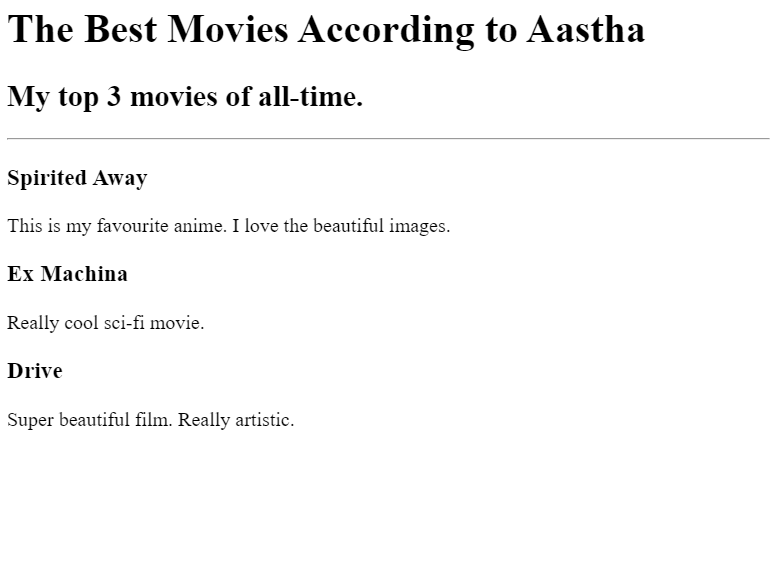 The Best Movies According to Aastha
My top 3 movies of all-time.
Spirited Away
This is my favourite anime. I love the beautiful images.
Ex Machina
Really cool sci-fi movie.
Drive
Super beautiful film. Really artistic.